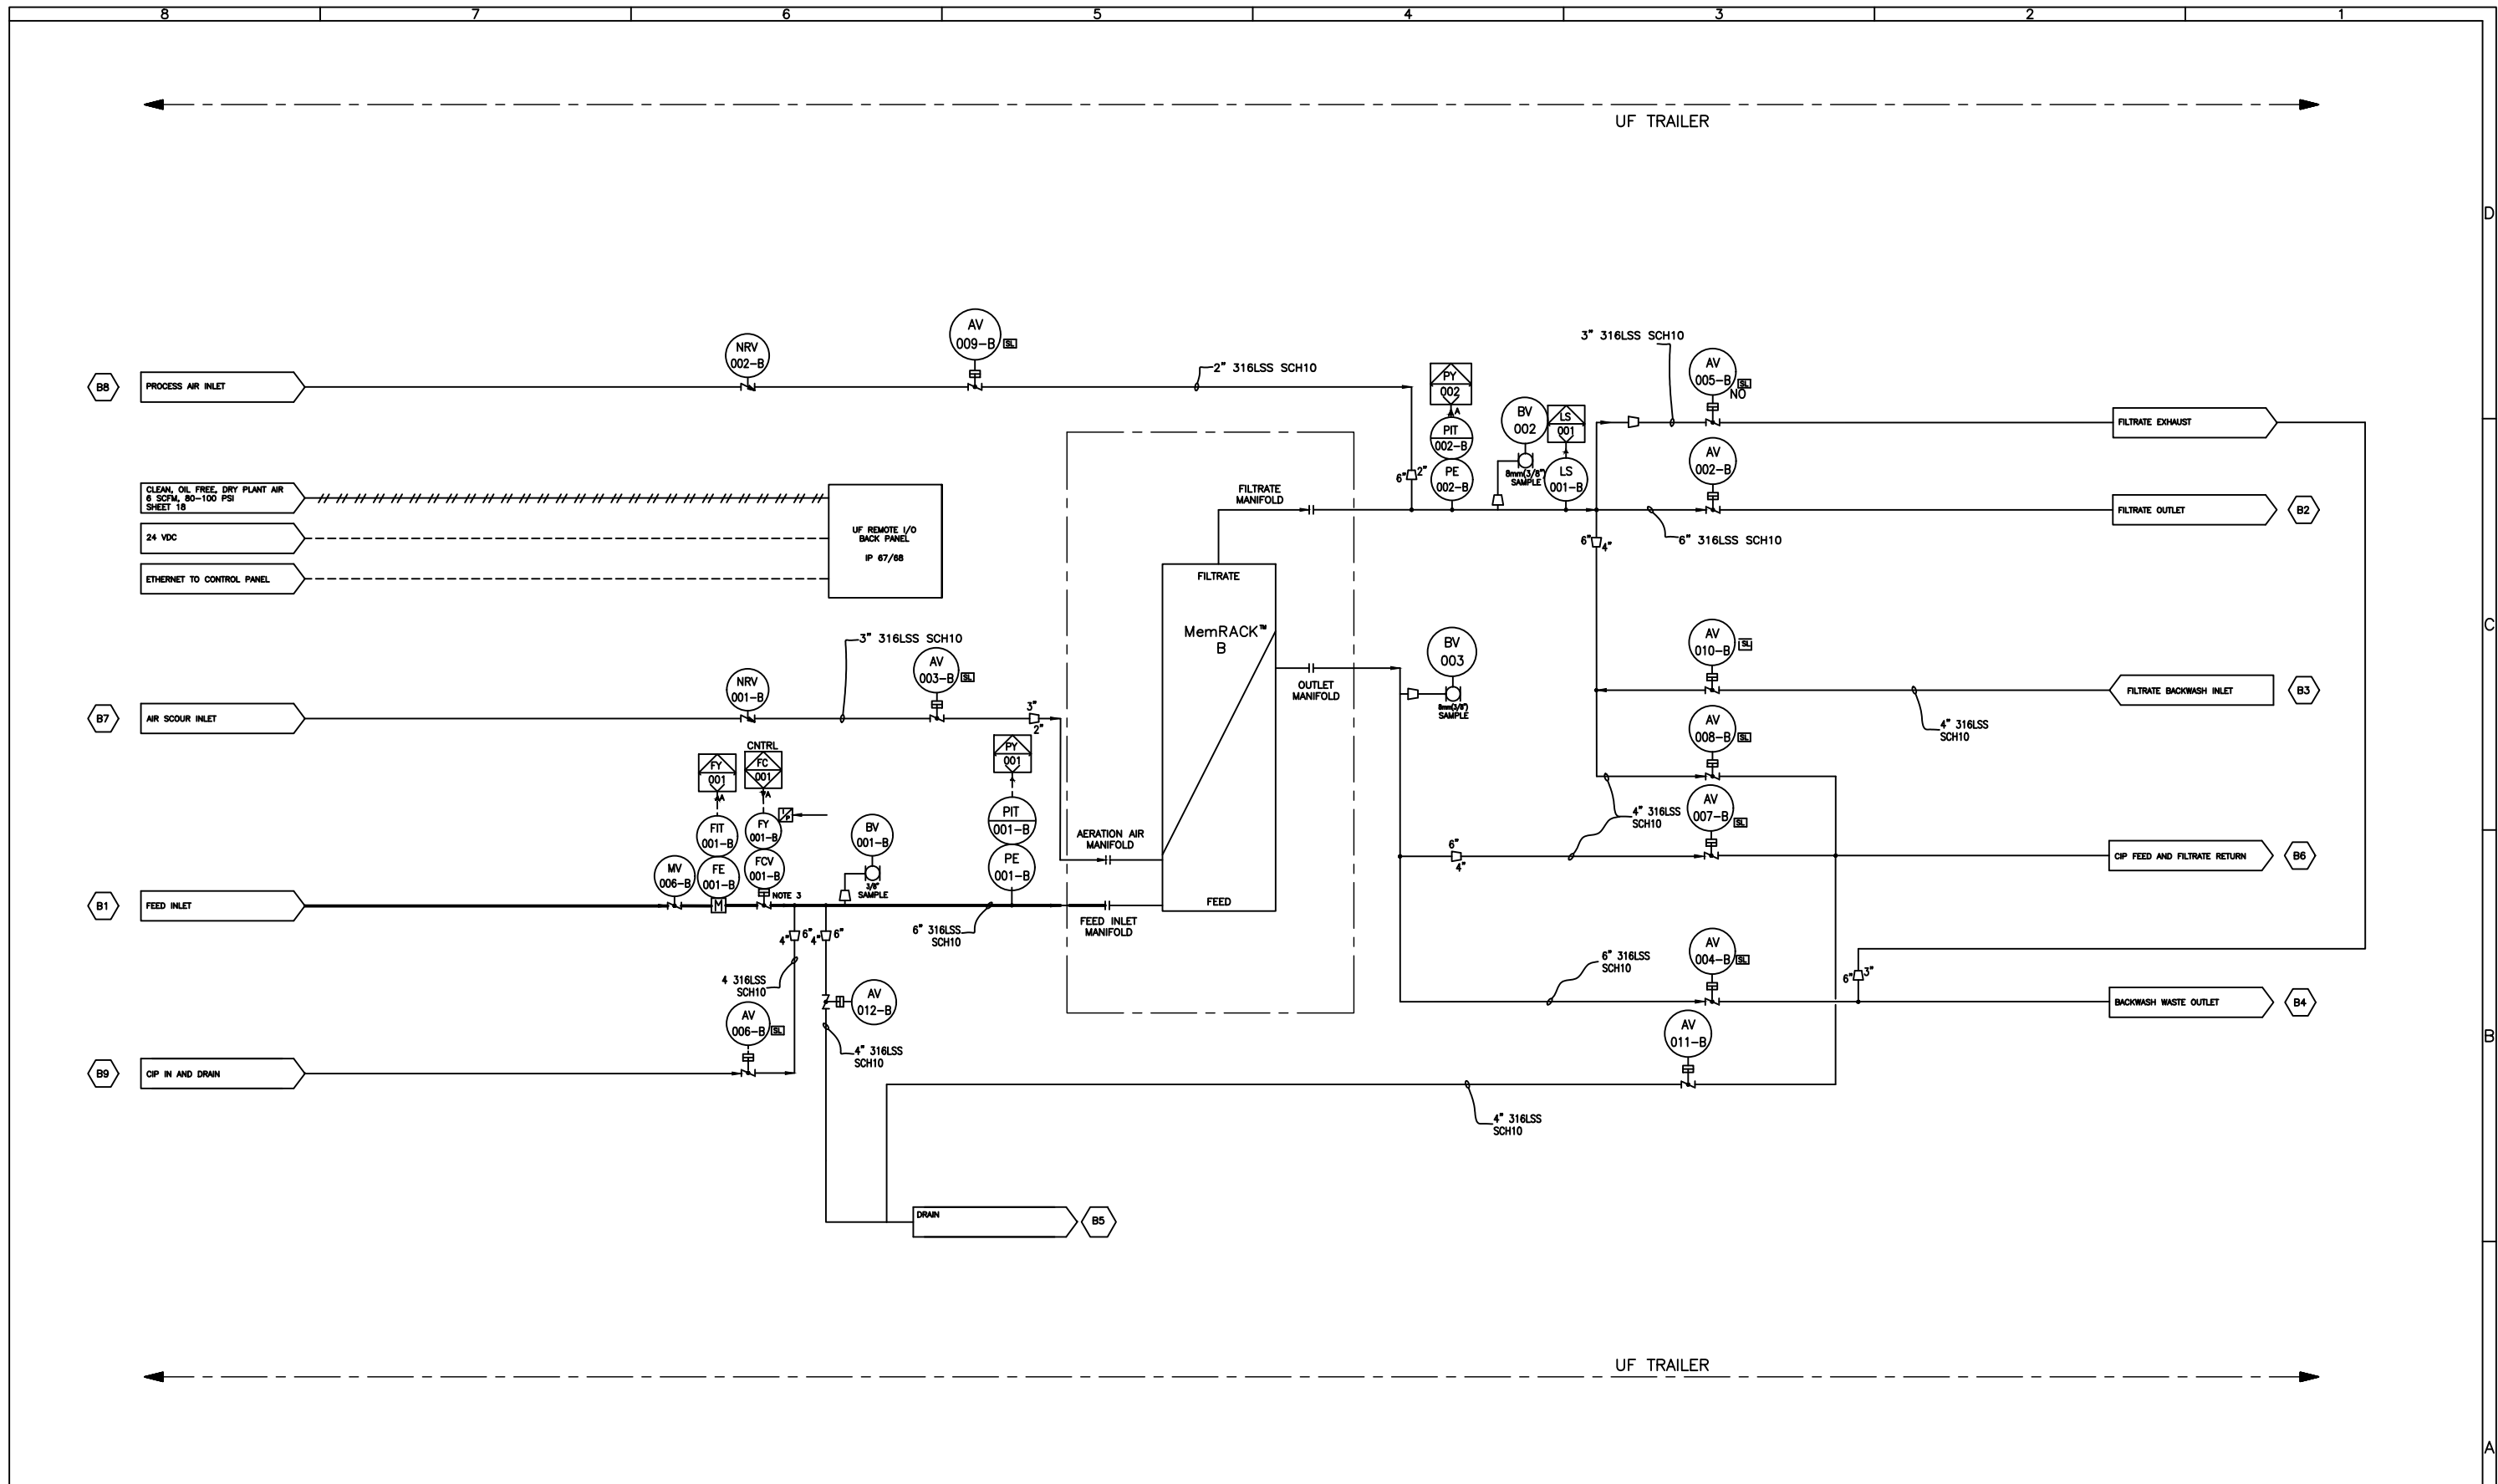 8 7 6 5 4 3 2 1
UF TRAILER
D
NRV
002-B
AV
009-B SL
2" 316LSS SCH10
B8
PROCESS AIR INLET
3" 316LSS SCH10
AV
005-B SL
NO
PY
002
A
PIT
002-B
PE
002-B
BV
002
8mm(3/8")
SAMPLE
LS
001
LS
001-B
6" 2"
FILTRATE EXHAUST
AV
002-B
CLEAN, OIL FREE, DRY PLANT AIR
6 SCFM, 80-100 PSI
SHEET 18
24 VDC
ETHERNET TO CONTROL PANEL
UF REMOTE I/O
BACK PANEL
IP 67/68
FILTRATE
MANIFOLD
FILTRATE OUTLET
B2
6" 4"
6" 316LSS SCH10
FILTRATE
MemRACK™
B
FEED
C
3" 316LSS SCH10
NRV
001-B
AV
003-B SL
B7
AIR SCOUR INLET
3"
2"
OUTLET
MANIFOLD
BV
003
8mm(3/8")
SAMPLE
AV
010-B SL
FILTRATE BACKWASH INLET
B3
4" 316LSS
SCH10
AV
008-B SL
4" 316LSS
SCH10
AV
007-B SL
FY
001
A
FIT
001-B
FE
001-B
M
CNTRL
FC
001
A
FY
001-B
FCV
001-B
NOTE 3
MV
006-B
BV
001-B
3/8"
SAMPLE
PY
001
PIT
001-B
PE
001-B
AERATION AIR
MANIFOLD
6"
4"
CIP FEED AND FILTRATE RETURN
B6
B1
FEED INLET
FEED INLET
MANIFOLD
6" 316LSS
SCH10
4" 6" 4" 6"
4 316LSS
SCH10
AV
006-B SL
AV
012-B
4" 316LSS
SCH10
B9
CIP IN AND DRAIN
6" 316LSS
SCH10
AV
004-B SL
6" 3"
BACKWASH WASTE OUTLET
B4
AV
011-B
B
4" 316LSS
SCH10
DRAIN
B5
UF TRAILER
A